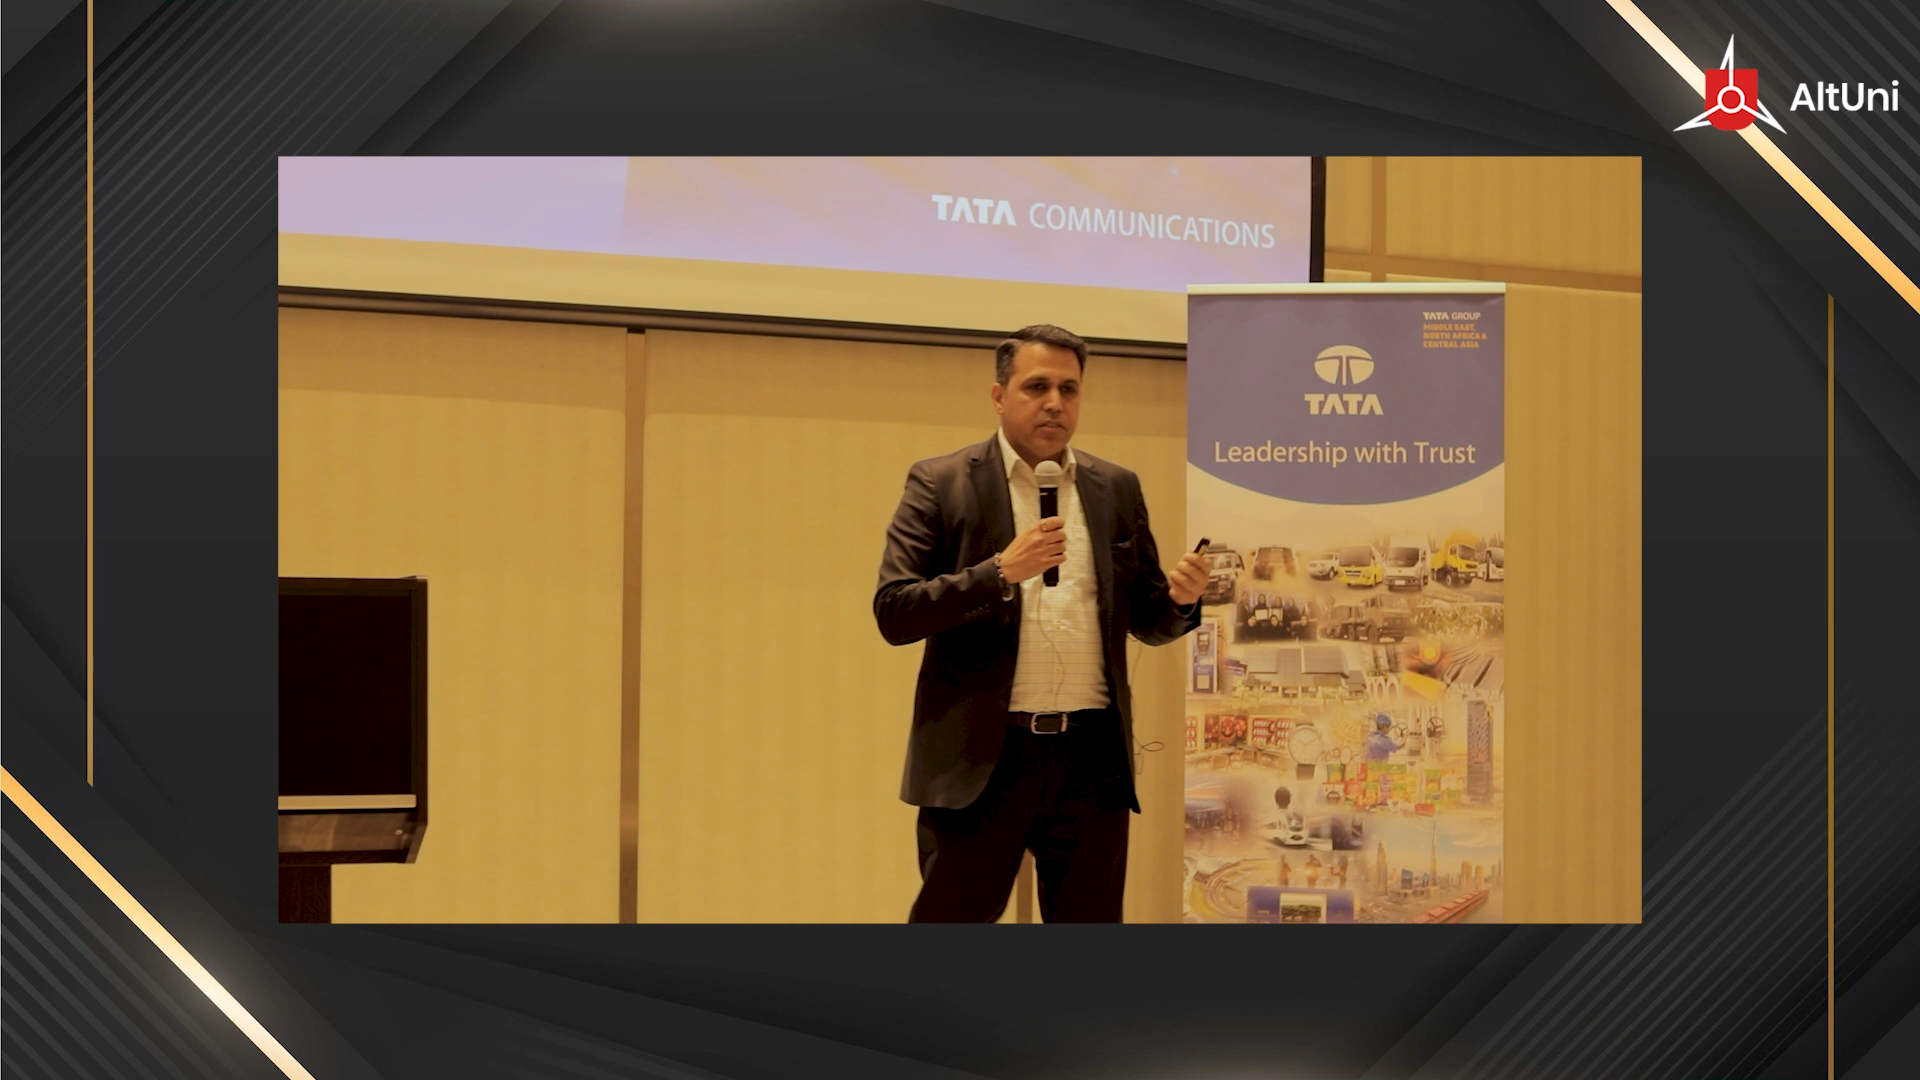 AltUni
TATA COMMUNICATIONS
TATA GROUP
MIDDLE EAST,
NORTH AFRICA &
CENTRAL ASIA
TATA
Leadership with Trust